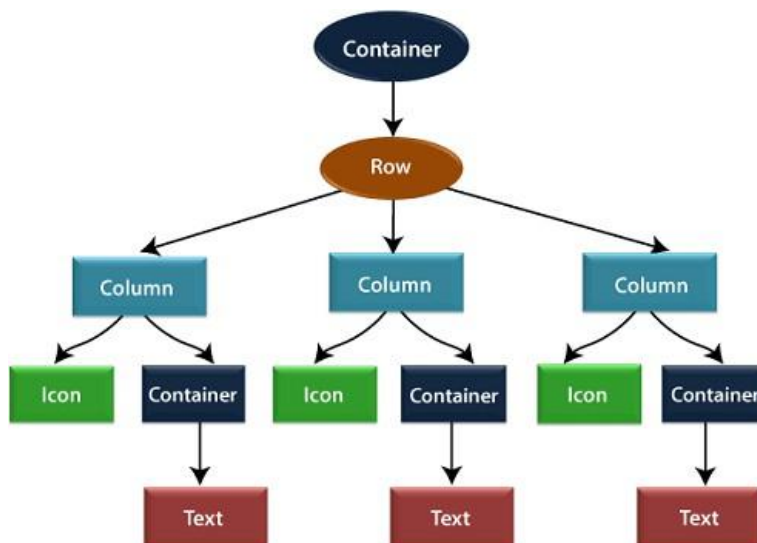 Container
Row
Column
Column
Column
Icon
Container
Icon
Container
Icon
Container
Text
Text
Text